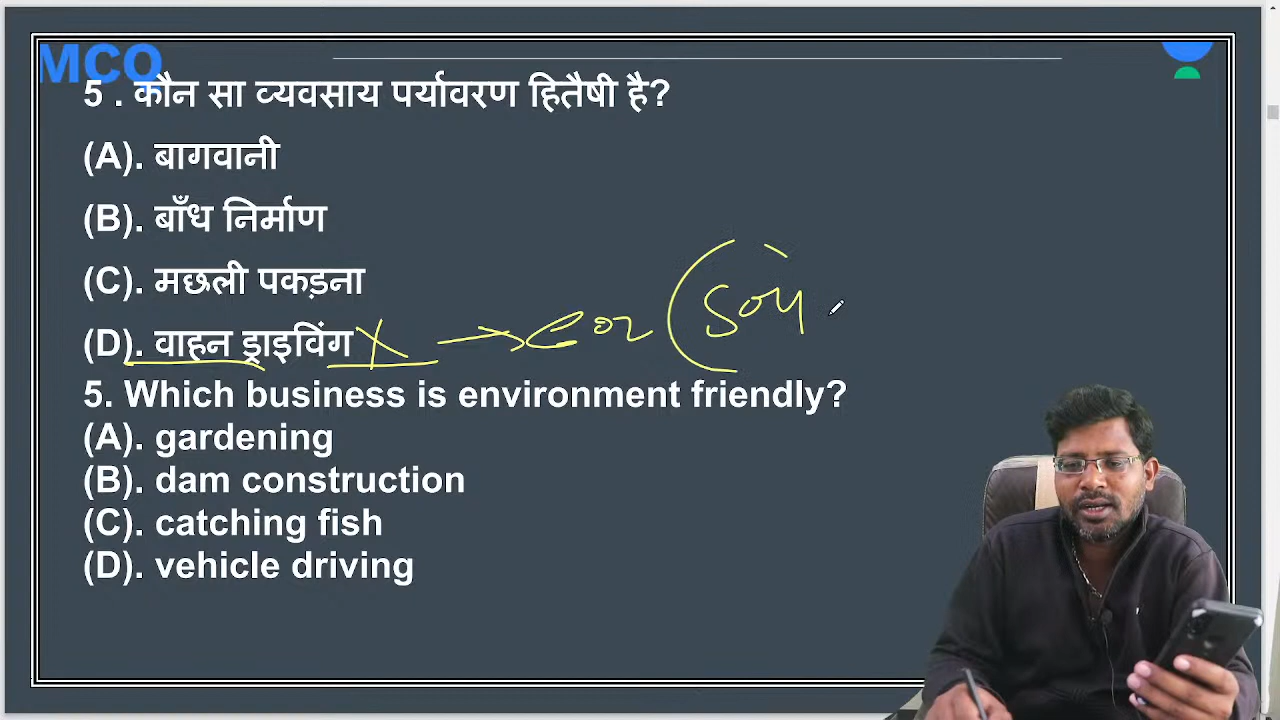 MCQ
5 . कौन सा व्यवसाय पर्यावरण हितैषी है?
(A). बागवानी
(B). बाँध निर्माण
(C). मछली पकड़ना
(D). वाहन ड्राइविंग
5. Which business is environment friendly?
(A). gardening
(B). dam construction
(C). catching fish
(D). vehicle driving